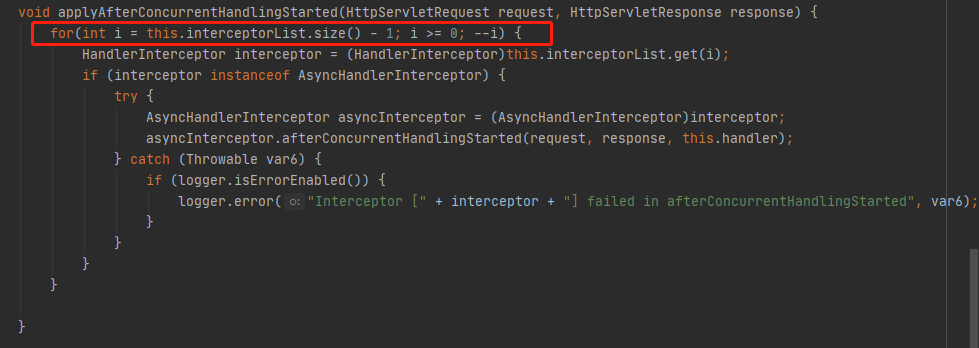 void applyAfterConcurrentHandlingStarted(HttpServletRequest request, HttpServletResponse response) {
for(int i = this.interceptorList.size() - 1; i >= 0; --i) {
HandlerInterceptor interceptor = (HandlerInterceptor)this.interceptorList.get(i);
if (interceptor instanceof AsyncHandlerInterceptor) {
try {
AsyncHandlerInterceptor asyncInterceptor = (AsyncHandlerInterceptor)interceptor;
asyncInterceptor.afterConcurrentHandlingStarted(request, response, this.handler);
} catch (Throwable var6) {
if (logger.isErrorEnabled()) {
logger.error( o: "Interceptor [" + interceptor + "] failed in afterConcurrentHandlingStarted", var6);
}
}
}
}
}